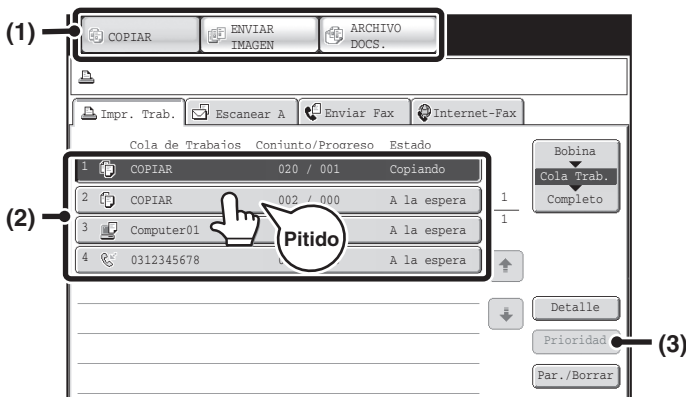 (1)
COPIAR
ENVIAR IMAGEN
ARCHIVO DOCS.
Impr. Trab.
Escanear A
Enviar Fax
Internet-Fax
Cola de Trabajos Conjunto/Progreso Estado
1 COPIAR 020 / 001 Copiando
2 COPIAR 002 / 000 A la espera
3 Computer01 A la espera
4 0312345678 A la espera
(2)
Pitido
1
1
Bobina
Cola Trab.
Completo
Detalle
Prioridad
(3)
Par./Borrar